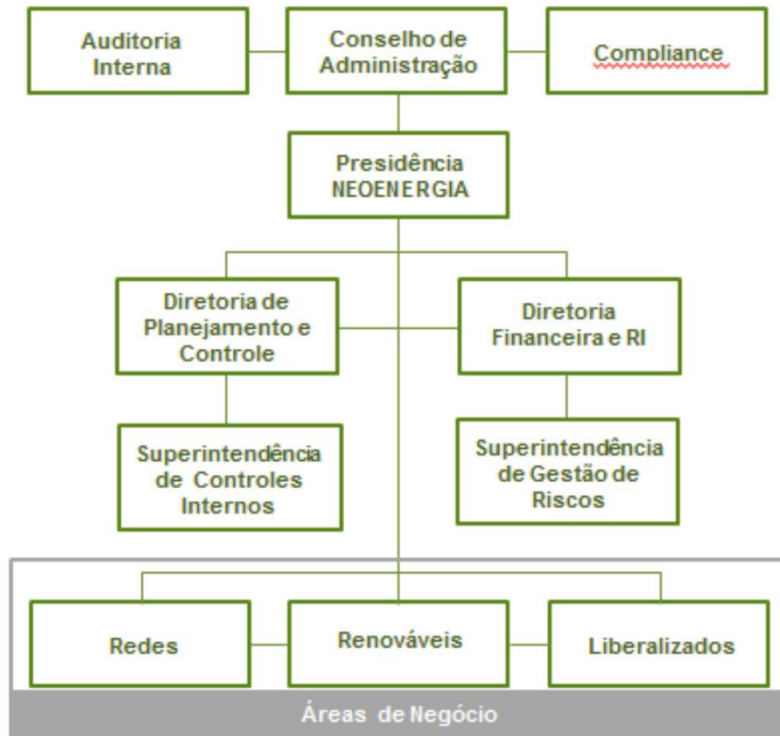 Auditoria
Interna
Conselho de
Administração
Compliance
Presidência
NEOENERGIA
Diretoria de
Planejamento e
Controle
Diretoria
Financeira e RI
Superintendência
de Controles
Internos
Superintendência
de Gestão de
Riscos
Redes
Renováveis
Liberalizados
Áreas de Negócio